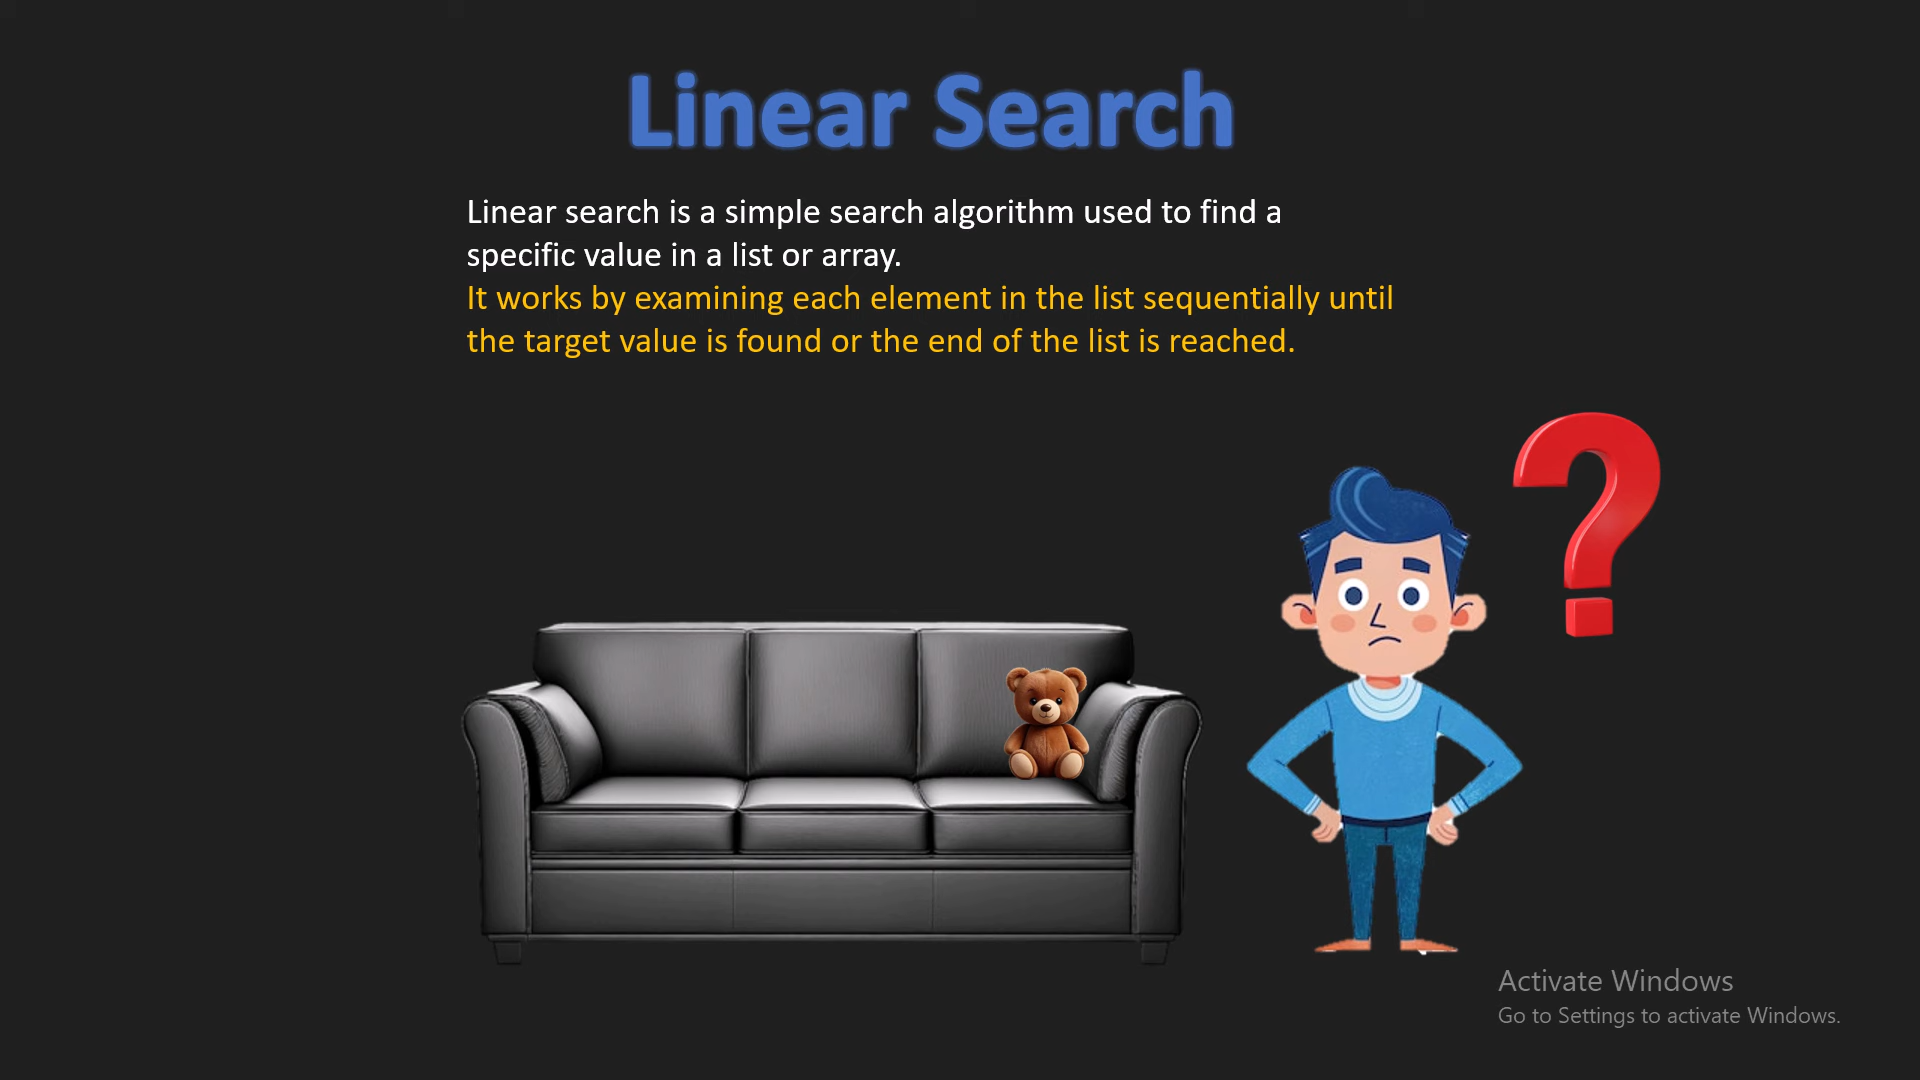 Linear Search
Linear search is a simple search algorithm used to find a
specific value in a list or array.
It works by examining each element in the list sequentially until
the target value is found or the end of the list is reached.
?
Activate Windows
Go to Settings to activate Windows.